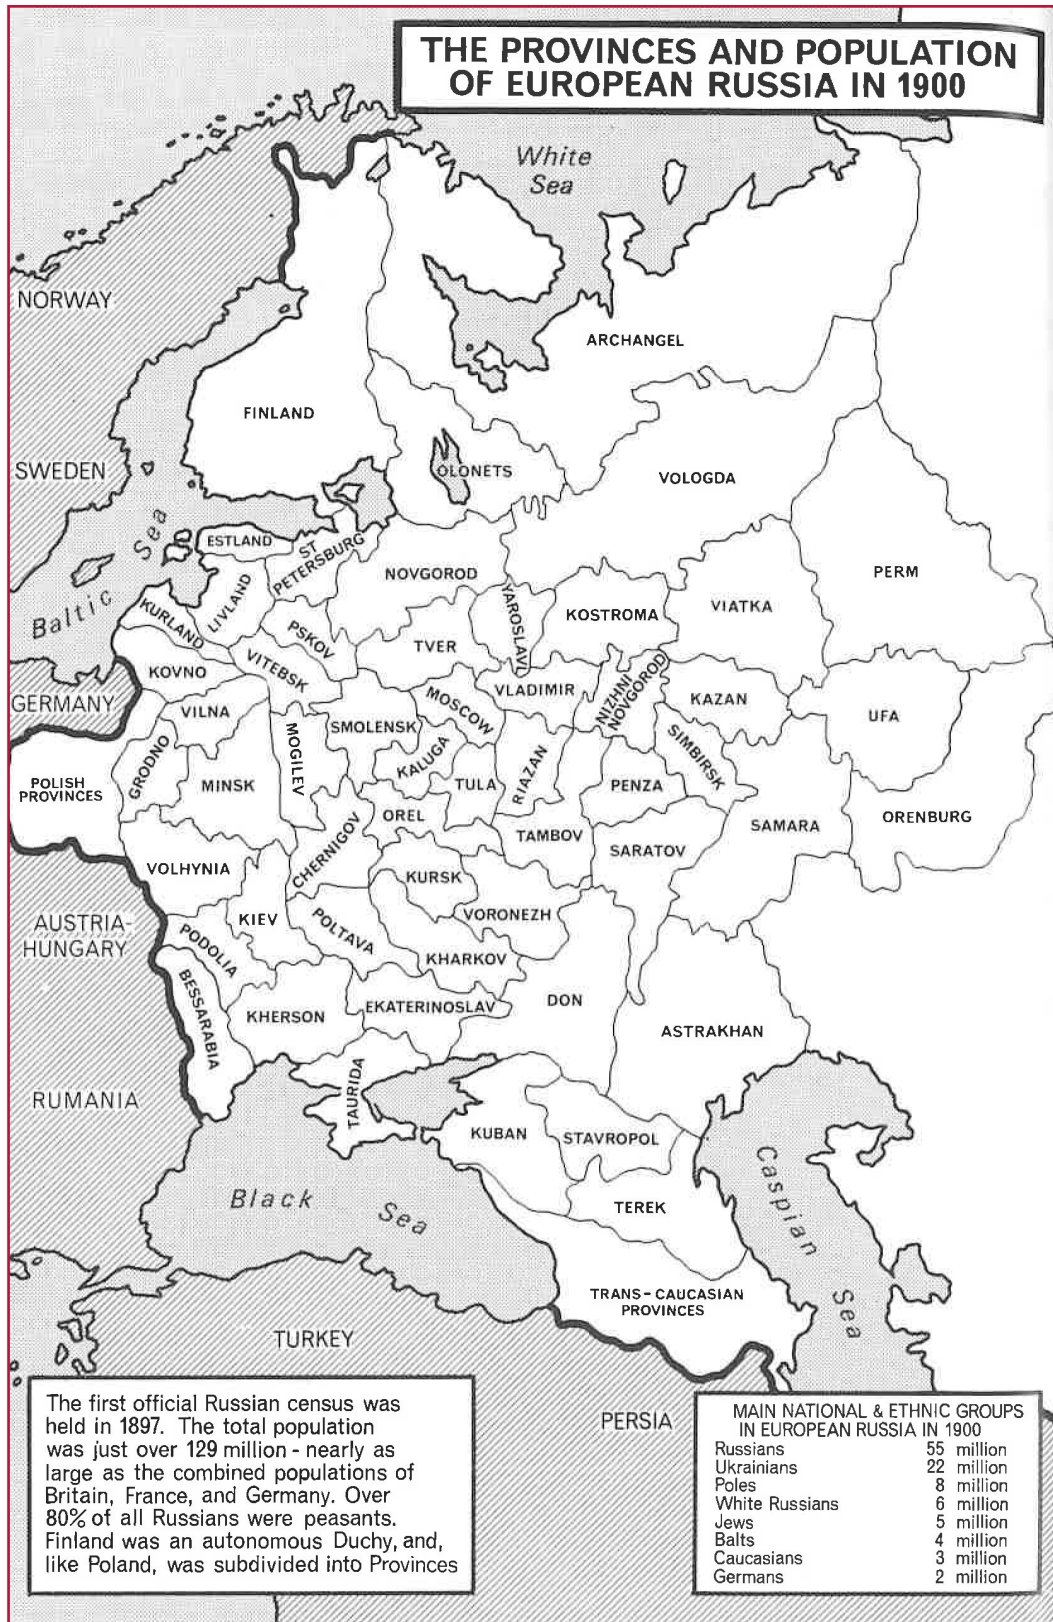 THE PROVINCES AND POPULATION
OF EUROPEAN RUSSIA IN 1900
White
Sea
NORWAY
ARCHANGEL
FINLAND
SWEDEN
OLONETS
VOLOGDA
Baltic Sea
ESTLAND
ST
PETERSBURG
NOVGOROD
PERM
LIVLAND
KURLAND
PSKOV
YAROSLAVL
KOSTROMA
VIATKA
TVER
KOVNO
VITEBSK
GERMANY
VILNA
SMOLENSK
MOSCOW
VLADIMIR
NIZHNI
NOVGOROD
KAZAN
UFA
GRODNO
MOGILEV
KALUGA
RIAZAN
SIMBIRSK
POLISH
PROVINCES
MINSK
TULA
PENZA
OREL
TAMBOV
SAMARA
ORENBURG
CHERNIGOV
SARATOV
VOLHYNIA
KURSK
AUSTRIA-
HUNGARY
KIEV
POLTAVA
VORONEZH
PODOLIA
KHARKOV
BESSARABIA
KHERSON
EKATERINOSLAV
DON
ASTRAKHAN
RUMANIA
TAURIDA
KUBAN
STAVROPOL
Black Sea
TEREK
Caspian Sea
TRANS-CAUCASIAN
PROVINCES
TURKEY
PERSIA
The first official Russian census was
held in 1897. The total population
was just over 129 million - nearly as
large as the combined populations of
Britain, France, and Germany. Over
80% of all Russians were peasants.
Finland was an autonomous Duchy, and,
like Poland, was subdivided into Provinces
MAIN NATIONAL & ETHNIC GROUPS
IN EUROPEAN RUSSIA IN 1900
Russians 55 million
Ukrainians 22 million
Poles 8 million
White Russians 6 million
Jews 5 million
Balts 4 million
Caucasians 3 million
Germans 2 million